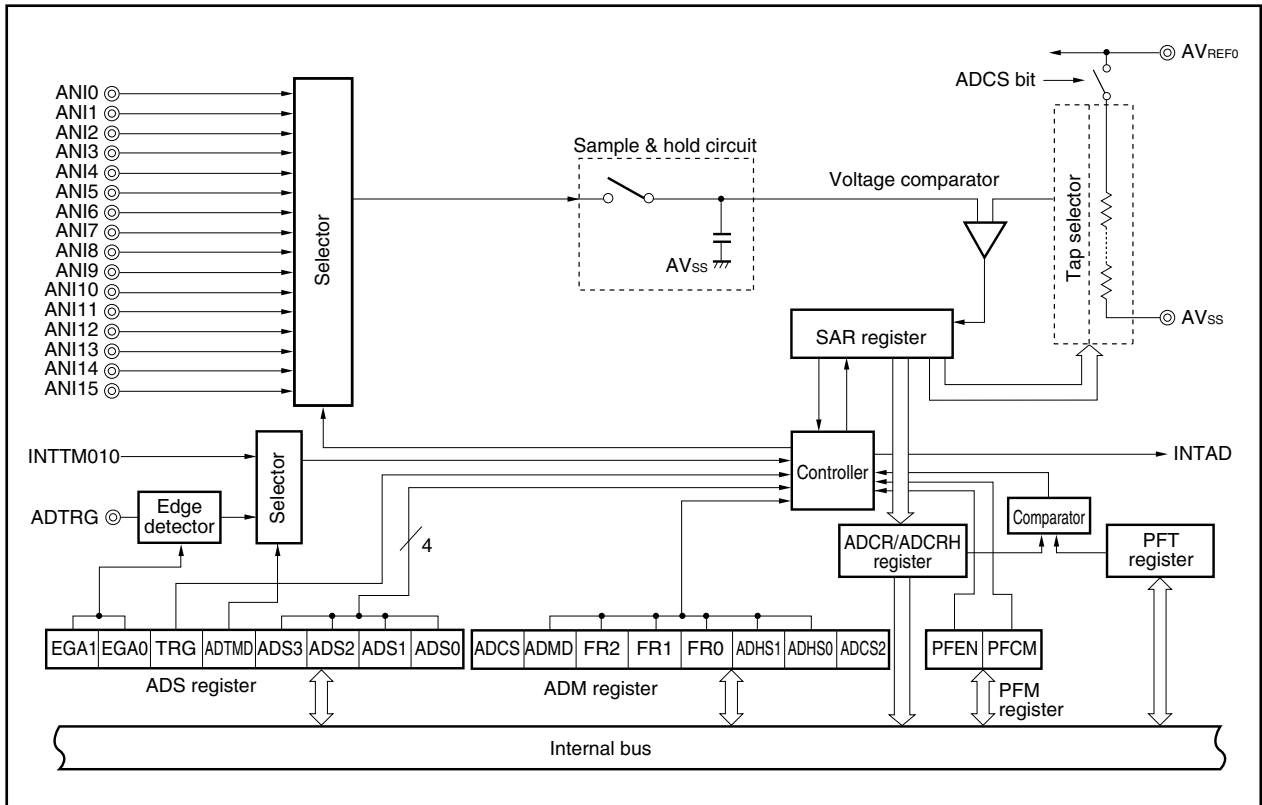 AVREF0
ADCS bit
ANI0
ANI1
ANI2
ANI3
ANI4
ANI5
ANI6
ANI7
ANI8
ANI9
ANI10
ANI11
ANI12
ANI13
ANI14
ANI15
Selector
Sample & hold circuit
AVSS
Voltage comparator
Tap selector
AVSS
SAR register
INTTM010
ADTRG
Edge
detector
Selector
Controller
INTAD
4
Comparator
ADCR/ADCRH
register
PFT
register
EGA1 EGA0 TRG ADTMD ADS3 ADS2 ADS1 ADS0
ADS register
ADCS ADMD FR2 FR1 FR0 ADHS1 ADHS0 ADCS2
ADM register
PFEN PFCM
PFM
register
Internal bus